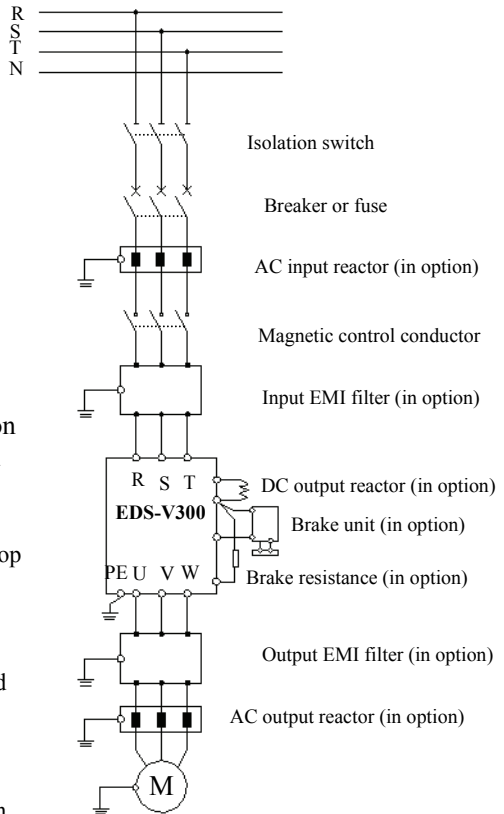 R
S
T
N
Isolation switch
Breaker or fuse
AC input reactor (in option)
Magnetic control conductor
Input EMI filter (in option)
R S T
EDS-V300
DC output reactor (in option)
Brake unit (in option)
Brake resistance (in option)
PE U V W
Output EMI filter (in option)
AC output reactor (in option)
M